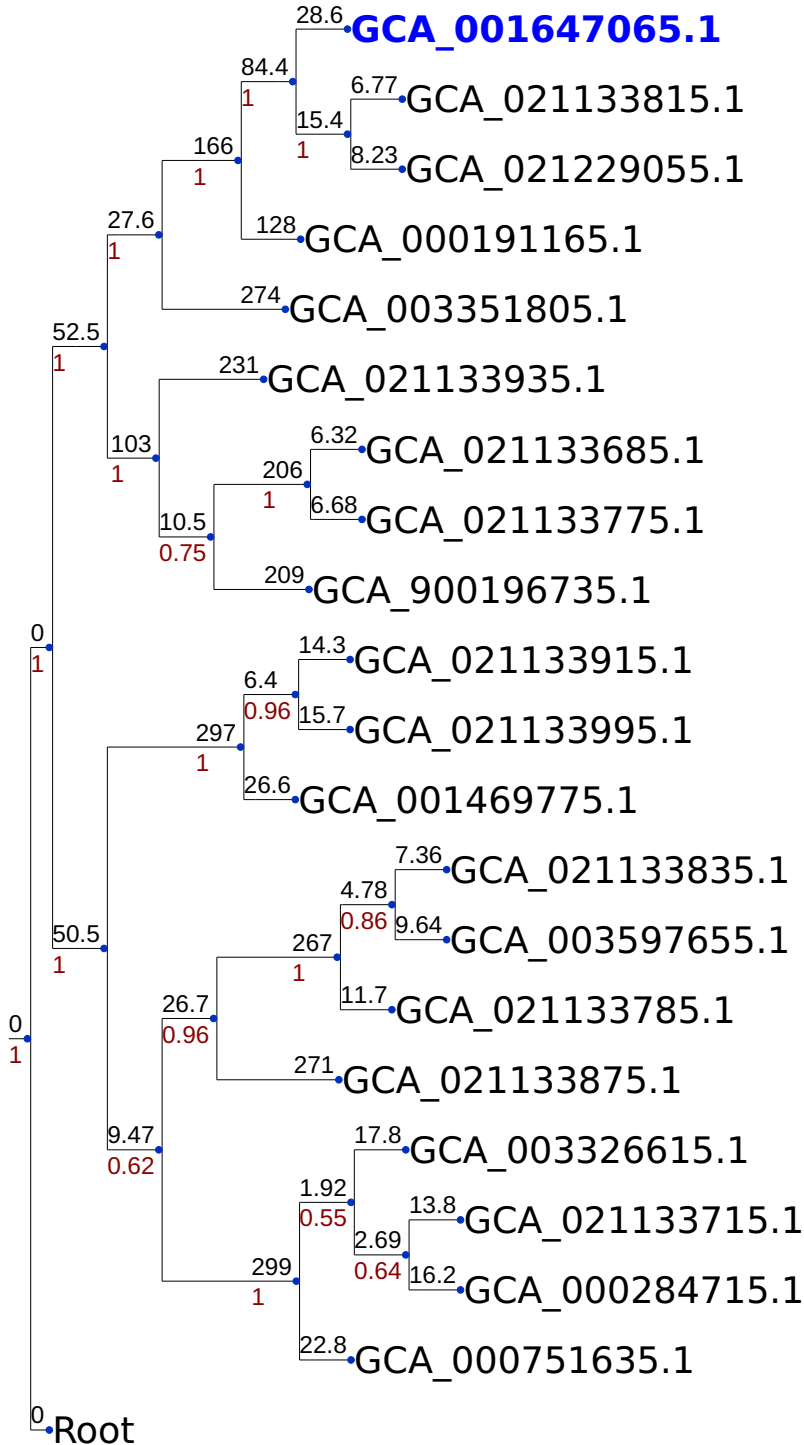 28.6
GCA_001647065.1
84.4
1
6.77
GCA_021133815.1
15.4
1
8.23
GCA_021229055.1
166
1
128
GCA_000191165.1
27.6
1
274
GCA_003351805.1
52.5
1
231
GCA_021133935.1
103
1
6.32
GCA_021133685.1
206
1
6.68
GCA_021133775.1
10.5
0.75
209
GCA_900196735.1
0
1
14.3
GCA_021133915.1
6.4
0.96
15.7
GCA_021133995.1
297
1
26.6
GCA_001469775.1
7.36
GCA_021133835.1
4.78
0.86
9.64
GCA_003597655.1
50.5
1
267
1
11.7
GCA_021133785.1
26.7
0.96
0
1
271
GCA_021133875.1
9.47
0.62
17.8
GCA_003326615.1
1.92
0.55
13.8
GCA_021133715.1
2.69
0.64
16.2
GCA_000284715.1
299
1
22.8
GCA_000751635.1
0
Root